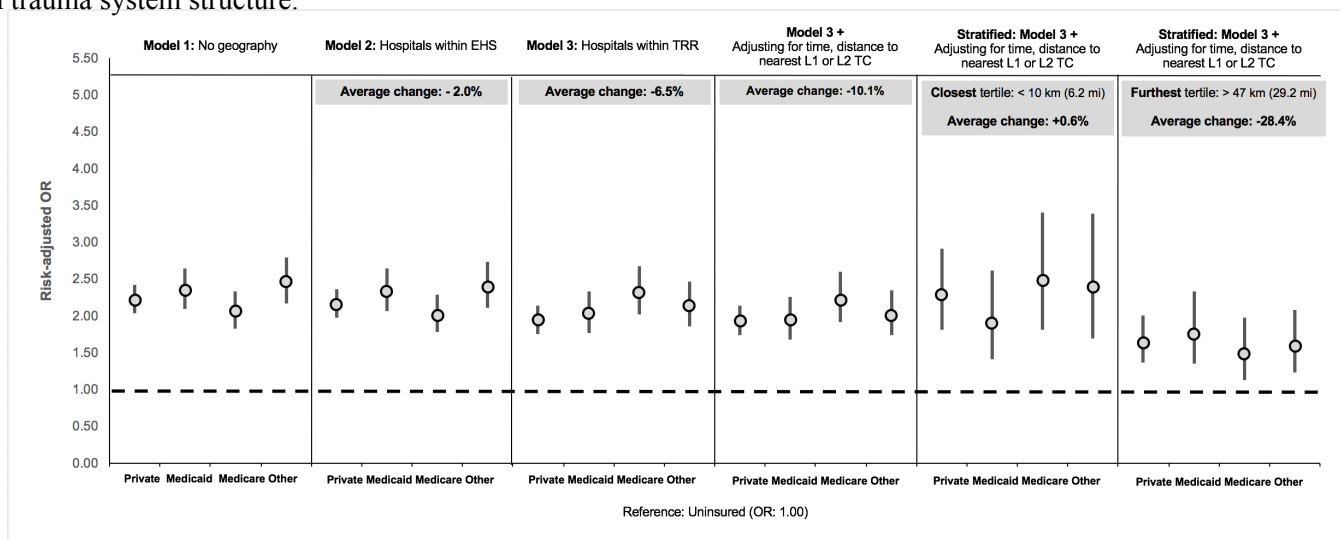 trauma system structure.
Model 1: No geography
Model 2: Hospitals within EHS
Model 3: Hospitals within TRR
Model 3 +
Adjusting for time, distance to
nearest L1 or L2 TC
Stratified: Model 3 +
Adjusting for time, distance to
nearest L1 or L2 TC
Stratified: Model 3 +
Adjusting for time, distance to
nearest L1 or L2 TC
Average change: - 2.0%
Average change: -6.5%
Average change: -10.1%
Closest tertile: < 10 km (6.2 mi)
Average change: +0.6%
Furthest tertile: > 47 km (29.2 mi)
Average change: -28.4%
Risk-adjusted OR
5.50
5.00
4.50
4.00
3.50
3.00
2.50
2.00
1.50
1.00
0.50
0.00
Private Medicaid Medicare Other
Private Medicaid Medicare Other
Private Medicaid Medicare Other
Private Medicaid Medicare Other
Private Medicaid Medicare Other
Private Medicaid Medicare Other
Reference: Uninsured (OR: 1.00)